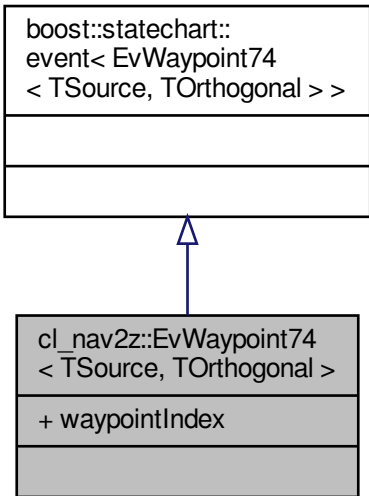 boost::statechart::
event< EvWaypoint74
< TSource, TOrthogonal > >
cl_nav2z::EvWaypoint74
< TSource, TOrthogonal >
+ waypointIndex